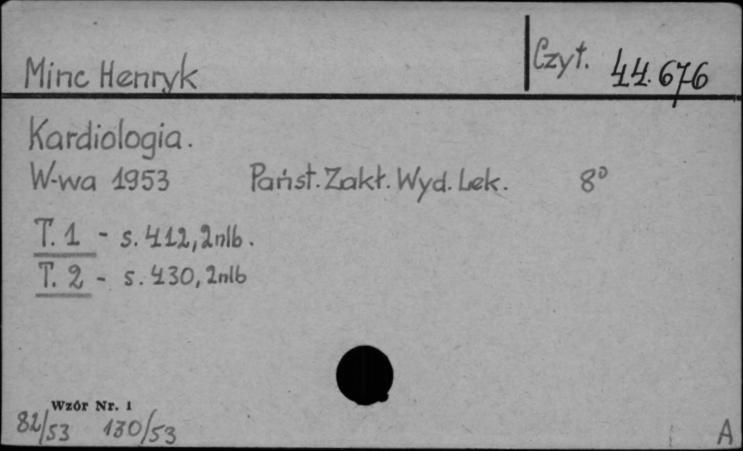 Minc Henryk
Czyt. 44.676
Kardiologia.
W-wa 1953 Państ. Zakł. Wyd. Lek. 8°
T. 1 - s. 412, 2nlb.
T. 2 - s. 430, 2nlb
Wzór Nr. 1
82/53 130/53
A